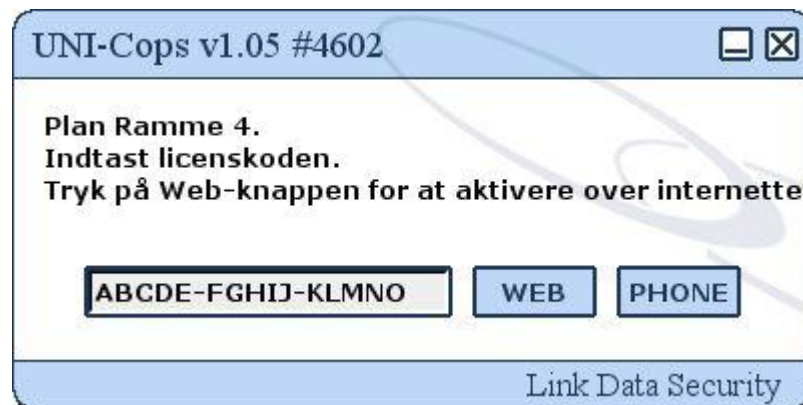 UNI-Cops v1.05 #4602
Plan Ramme 4.
Indtast licenskoden.
Tryk på Web-knappen for at aktivere over internette
ABCDE-FGHIJ-KLMNO WEB PHONE
Link Data Security